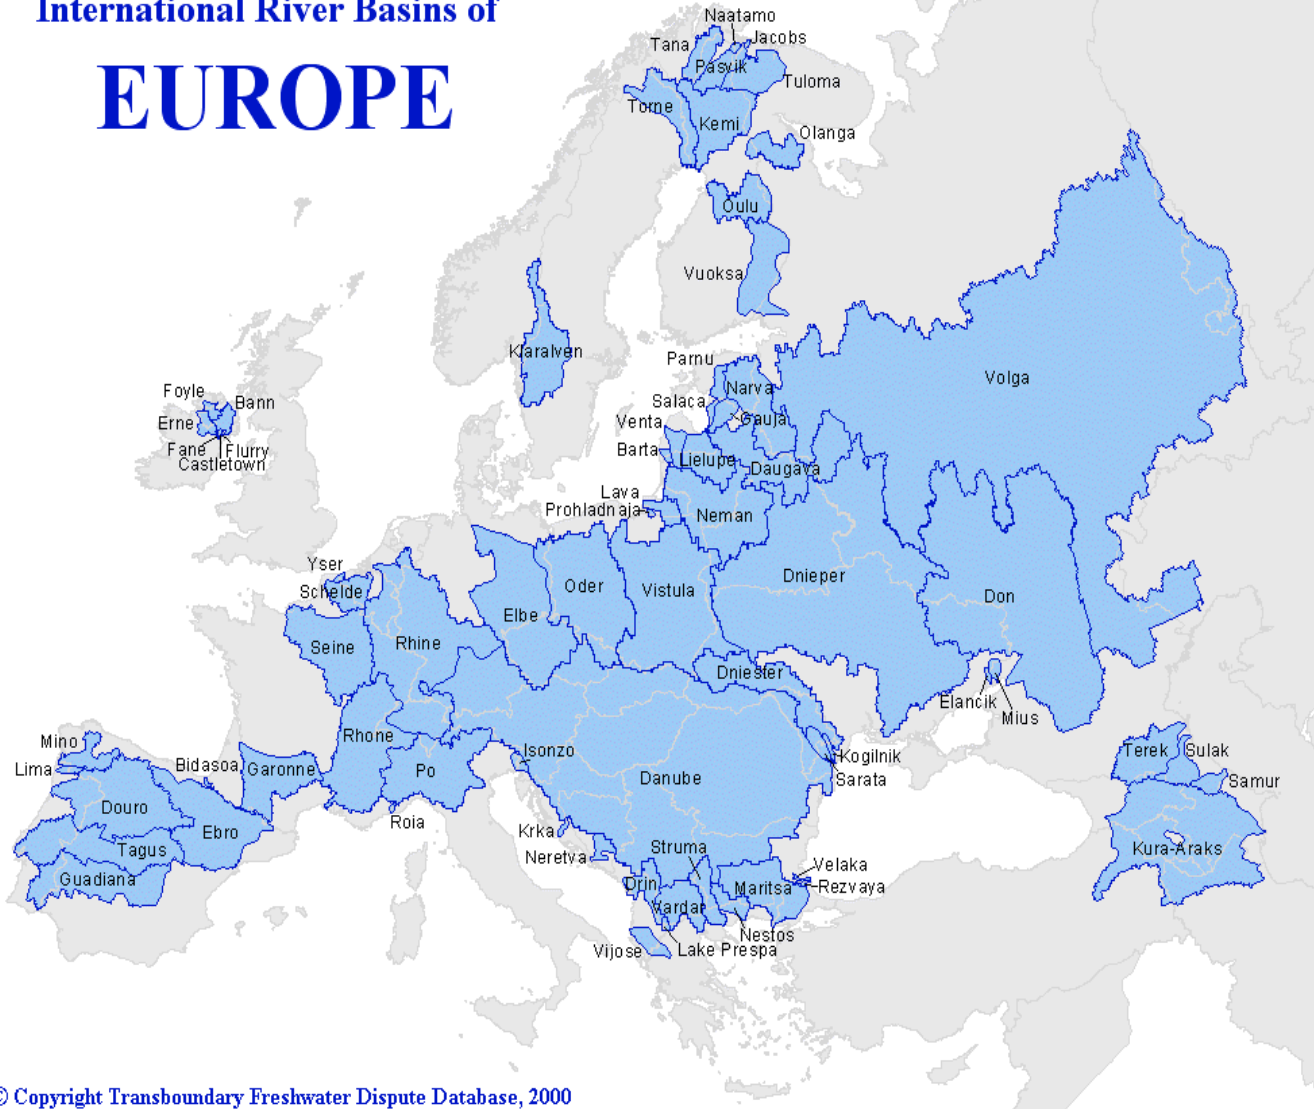 International River Basins of
EUROPE
Naatamo
Jacobs
Tana
Pasvik
Tuloma
Torne
Kemi
Olanga
Oulu
Vuoksa
Klaralven
Parnu
Narva
Volga
Foyle
Bann
Salaca
Gauja
Erne
Venta
Fane
Flurry
Castletown
Barta
Lielupe
Daugava
Lava
Prohladnaja
Neman
Yser
Schelde
Elbe
Oder
Vistula
Dnieper
Don
Seine
Rhine
Dniester
Elancik
Mius
Mino
Lima
Bidasoa
Garonne
Rhone
Po
Isonzo
Danube
Kogilnik
Sarata
Terek
Sulak
Samur
Douro
Ebro
Roia
Krka
Neretva
Struma
Kura-Araks
Tagus
Guadiana
Drin
Vardar
Maritsa
Velaka
Rezvaya
Nestos
Vijose
Lake Prespa
© Copyright Transboundary Freshwater Dispute Database, 2000